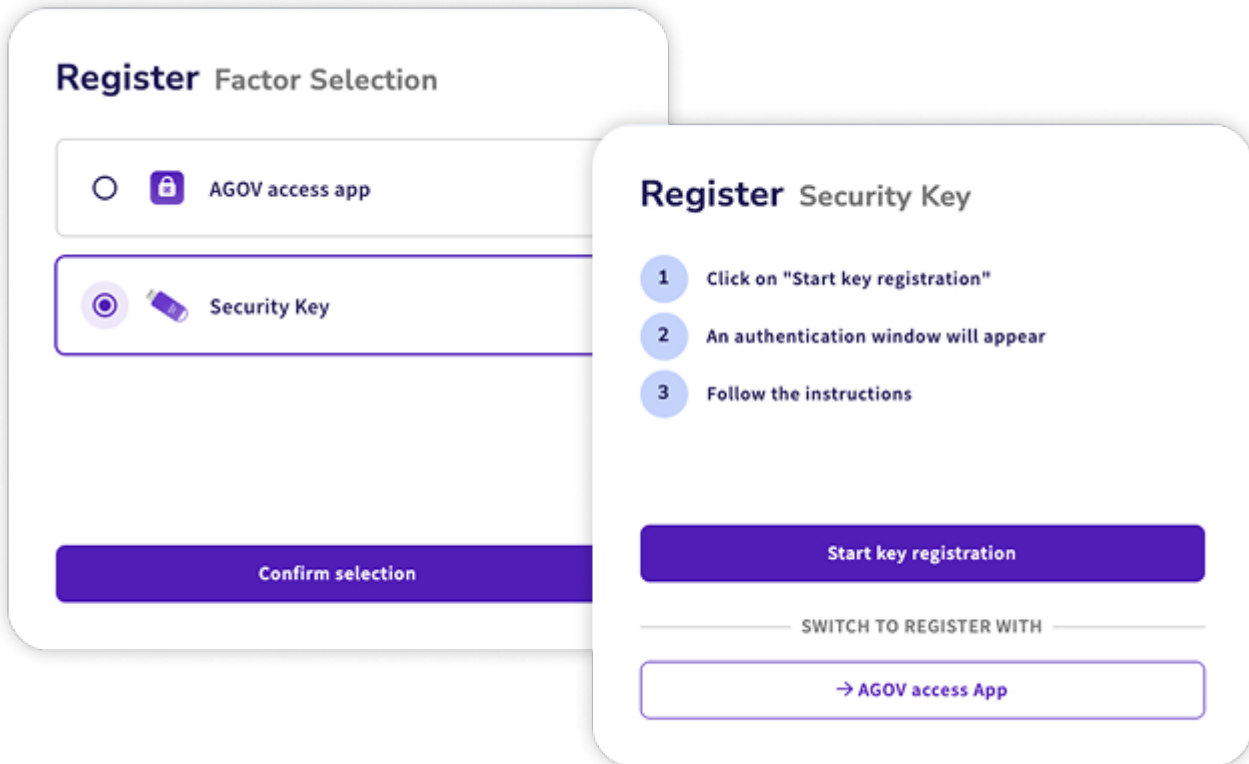 Register Factor Selection
AGOV access app
Security Key
Confirm selection
Register Security Key
1 Click on "Start key registration"
2 An authentication window will appear
3 Follow the instructions
Start key registration
SWITCH TO REGISTER WITH
→ AGOV access App